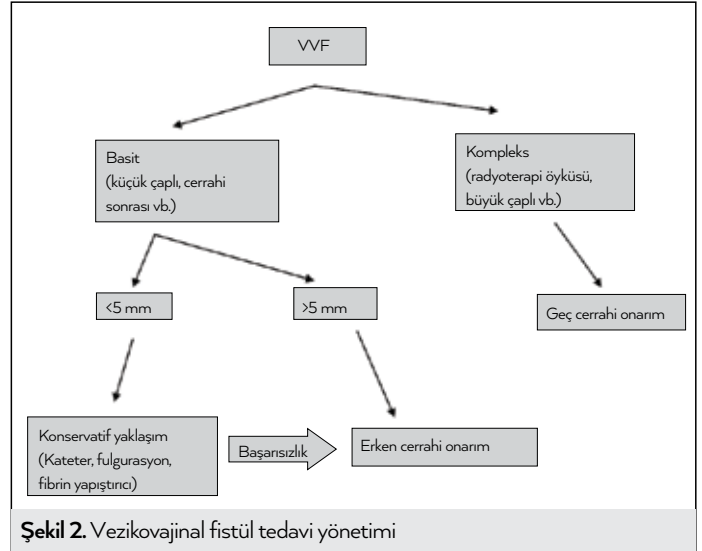 VVF
Basit
(küçük çaplı, cerrahi
sonrası vb.)
Kompleks
(radyoterapi öyküsü,
büyük çaplı vb.)
<5 mm
>5 mm
Geç cerrahi onarım
Konservatif yaklaşım
(Kateter, fulgurasyon,
fibrin yapıştırıcı)
Başarısızlık
Erken cerrahi onarım
Şekil 2. Vezikovajinal fistül tedavi yönetimi